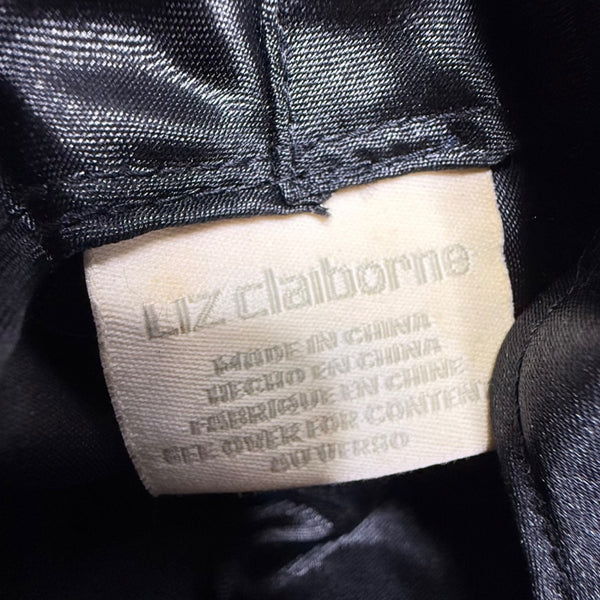 Liz claiborne
MADE IN CHINA
HECHO EN CHINA
FABRIQUE EN CHINE
SEE OVER FOR CONTENT
AU VERSO